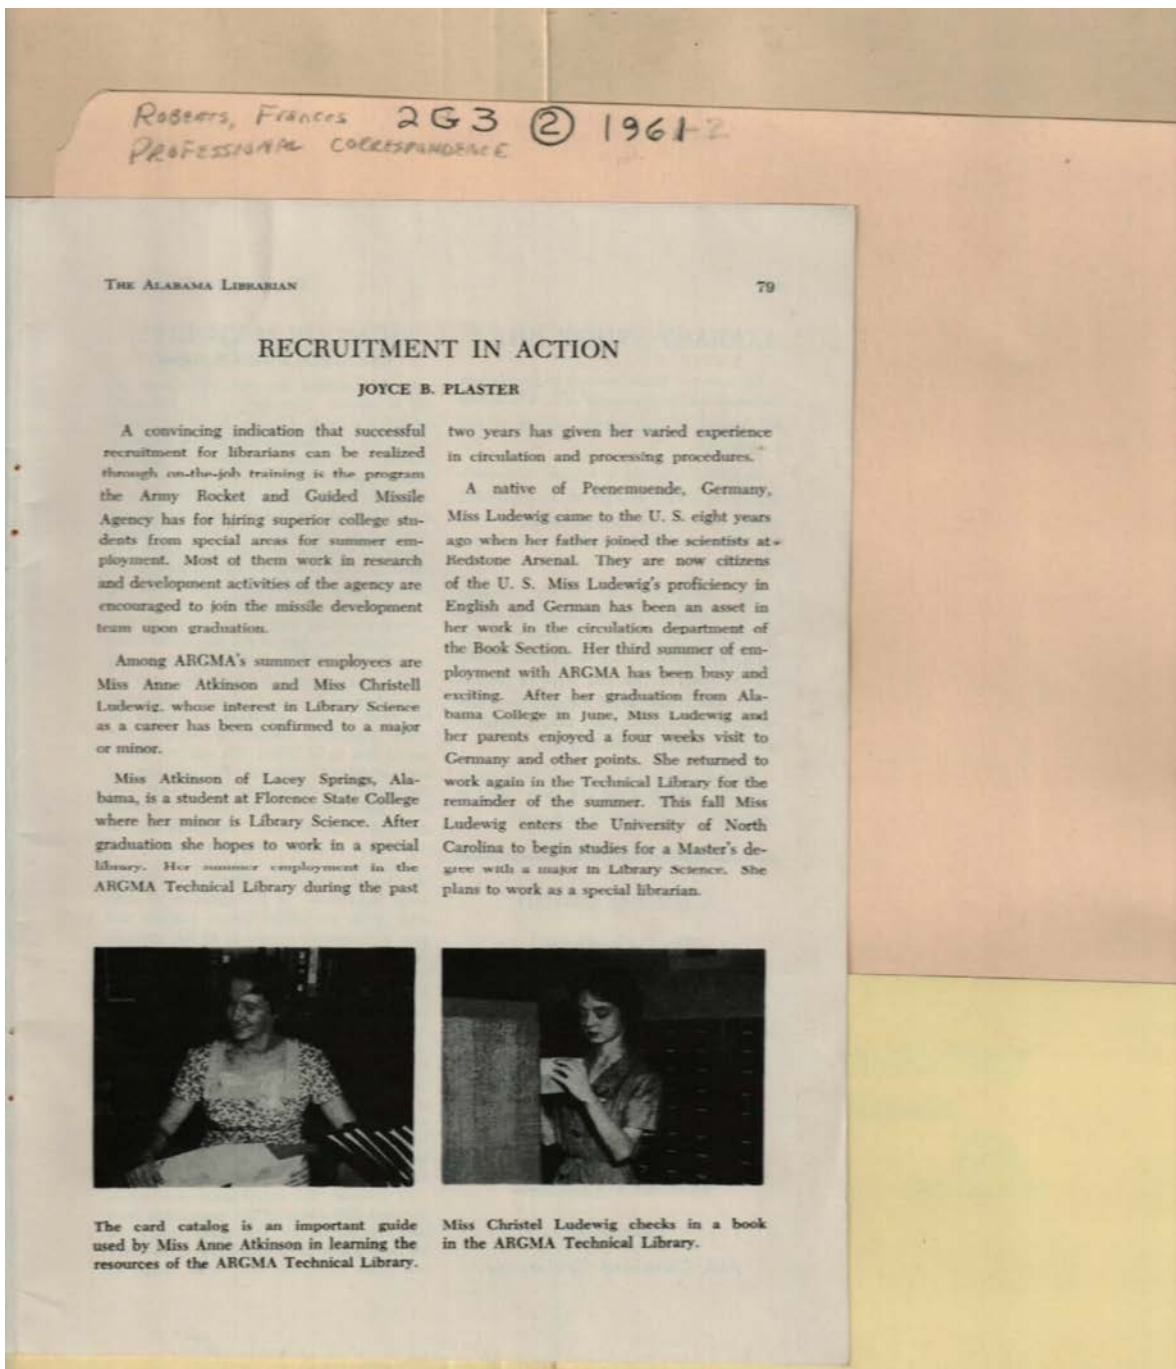 Roberts, Frances 2G3 ② 1961-2
PROFESSIONAL CORRESPONDENCE
THE ALABAMA LIBRARIAN 79
RECRUITMENT IN ACTION
JOYCE B. PLASTER
A convincing indication that successful
recruitment for librarians can be realized
through on-the-job training is the program
the Army Rocket and Guided Missile
Agency has for hiring superior college stu-
dents from special areas for summer em-
ployment. Most of them work in research
and development activities of the agency are
encouraged to join the missile development
team upon graduation.
Among ARGMA's summer employees are
Miss Anne Atkinson and Miss Christell
Ludewig, whose interest in Library Science
as a career has been confirmed to a major
or minor.
Miss Atkinson of Lacey Springs, Ala-
bama, is a student at Florence State College
where her minor is Library Science. After
graduation she hopes to work in a special
library. Her summer employment in the
ARGMA Technical Library during the past
two years has given her varied experience
in circulation and processing procedures.
A native of Peenemuende, Germany,
Miss Ludewig came to the U. S. eight years
ago when her father joined the scientists at
Redstone Arsenal. They are now citizens
of the U. S. Miss Ludewig's proficiency in
English and German has been an asset in
her work in the circulation department of
the Book Section. Her third summer of em-
ployment with ARGMA has been busy and
exciting. After her graduation from Ala-
bama College in June, Miss Ludewig and
her parents enjoyed a four weeks visit to
Germany and other points. She returned to
work again in the Technical Library for the
remainder of the summer. This fall Miss
Ludewig enters the University of North
Carolina to begin studies for a Master's de-
gree with a major in Library Science. She
plans to work as a special librarian.
The card catalog is an important guide
used by Miss Anne Atkinson in learning the
resources of the ARGMA Technical Library.
Miss Christel Ludewig checks in a book
in the ARGMA Technical Library.